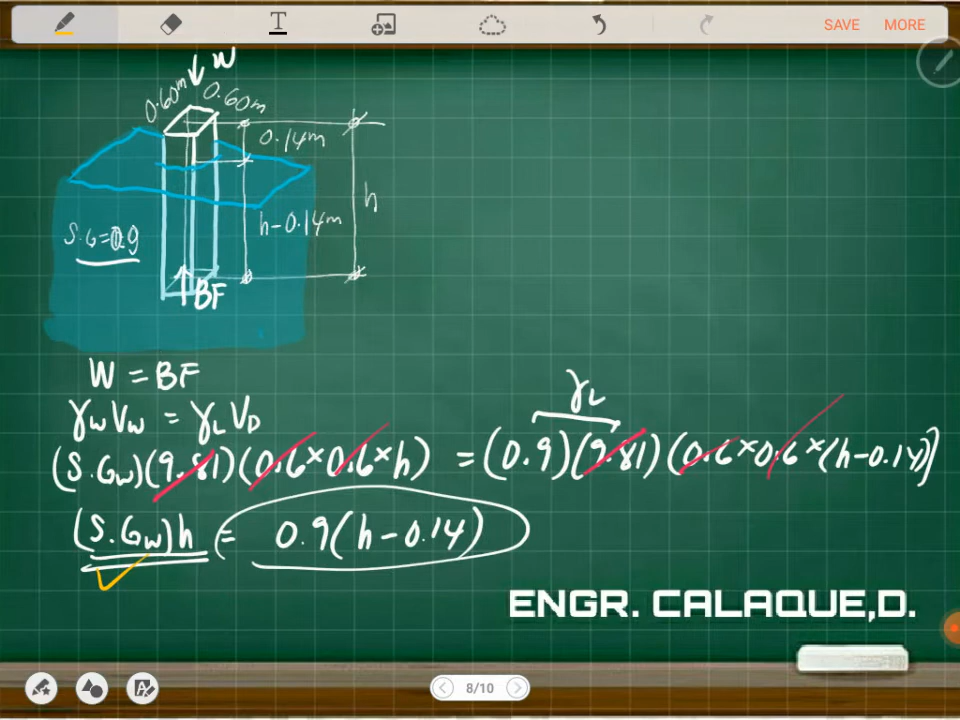 T
SAVE
MORE
W
0.60m
0.60m
0.14m
h
h-0.14m
S.G=0.9
BF
W = BF
γL
γwVw = γLVD
(S.Gw)(9.81)(0.6×0.6×h) = (0.9)(9.81)(0.6×0.6×(h-0.14))
(S.Gw)h = 0.9(h-0.14)
ENGR. CALAQUE,D.
A
8/10